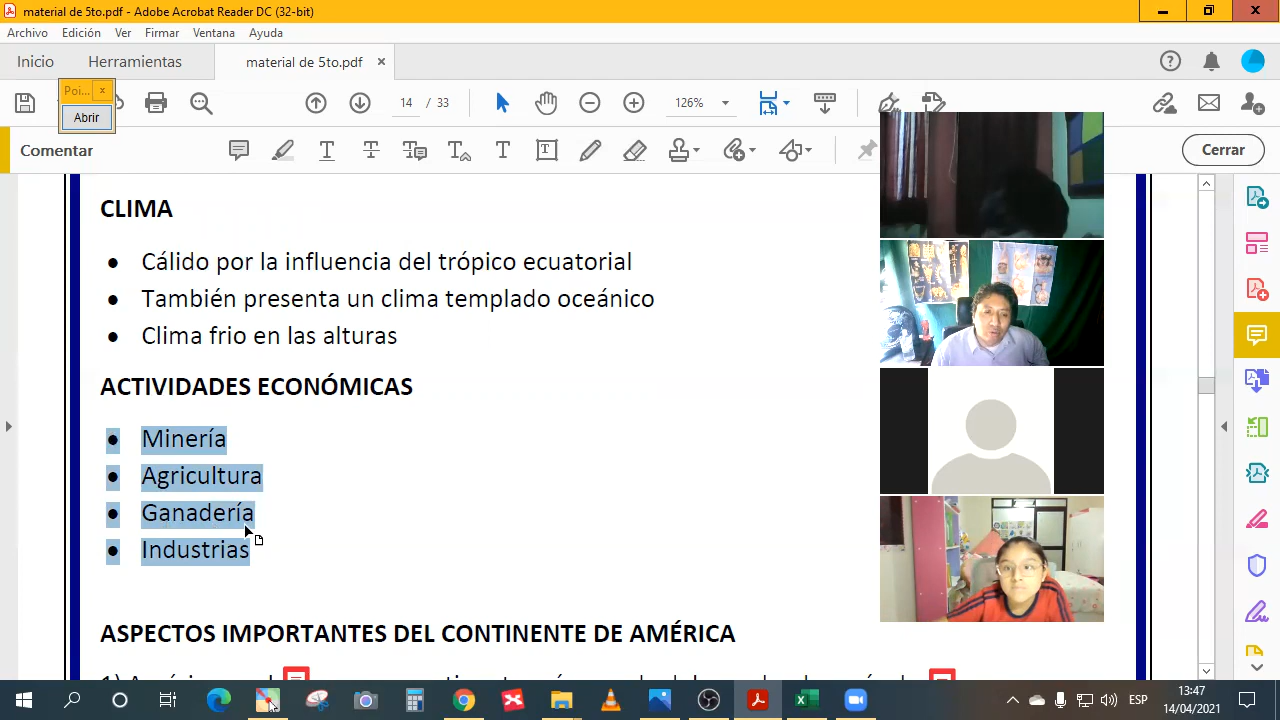 material de 5to.pdf - Adobe Acrobat Reader DC (32-bit)
Archivo Edición Ver Firmar Ventana Ayuda
Inicio Herramientas material de 5to.pdf
Poi...
Abrir
14 / 33 126%
Comentar Cerrar
CLIMA
• Cálido por la influencia del trópico ecuatorial
• También presenta un clima templado oceánico
• Clima frio en las alturas
ACTIVIDADES ECONÓMICAS
• Minería
• Agricultura
• Ganadería
• Industrias
ASPECTOS IMPORTANTES DEL CONTINENTE DE AMÉRICA
ESP
13:47
14/04/2021